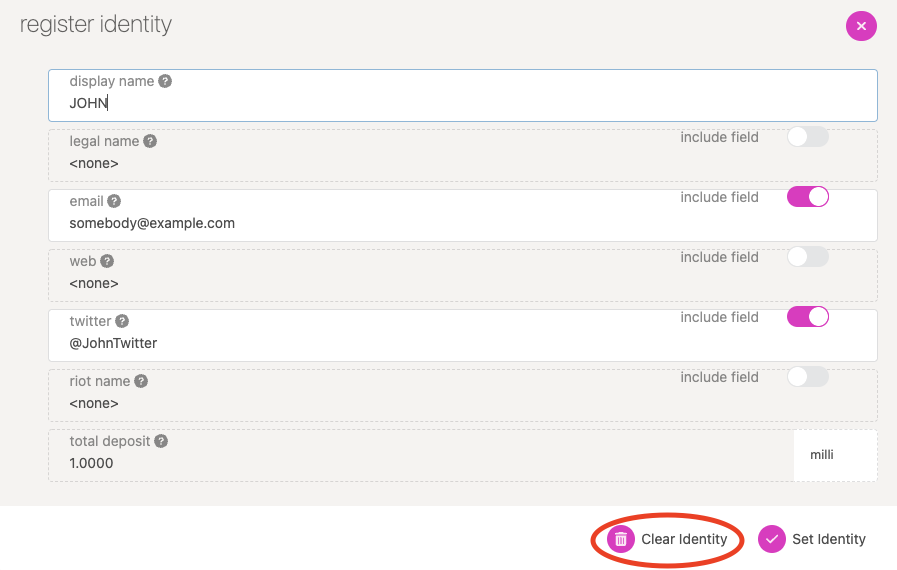 register identity
display name
JOHN
legal name
include field
<none>
email
include field
somebody@example.com
web
include field
<none>
twitter
include field
@JohnTwitter
riot name
include field
<none>
total deposit
1.0000
milli
Clear Identity
Set Identity